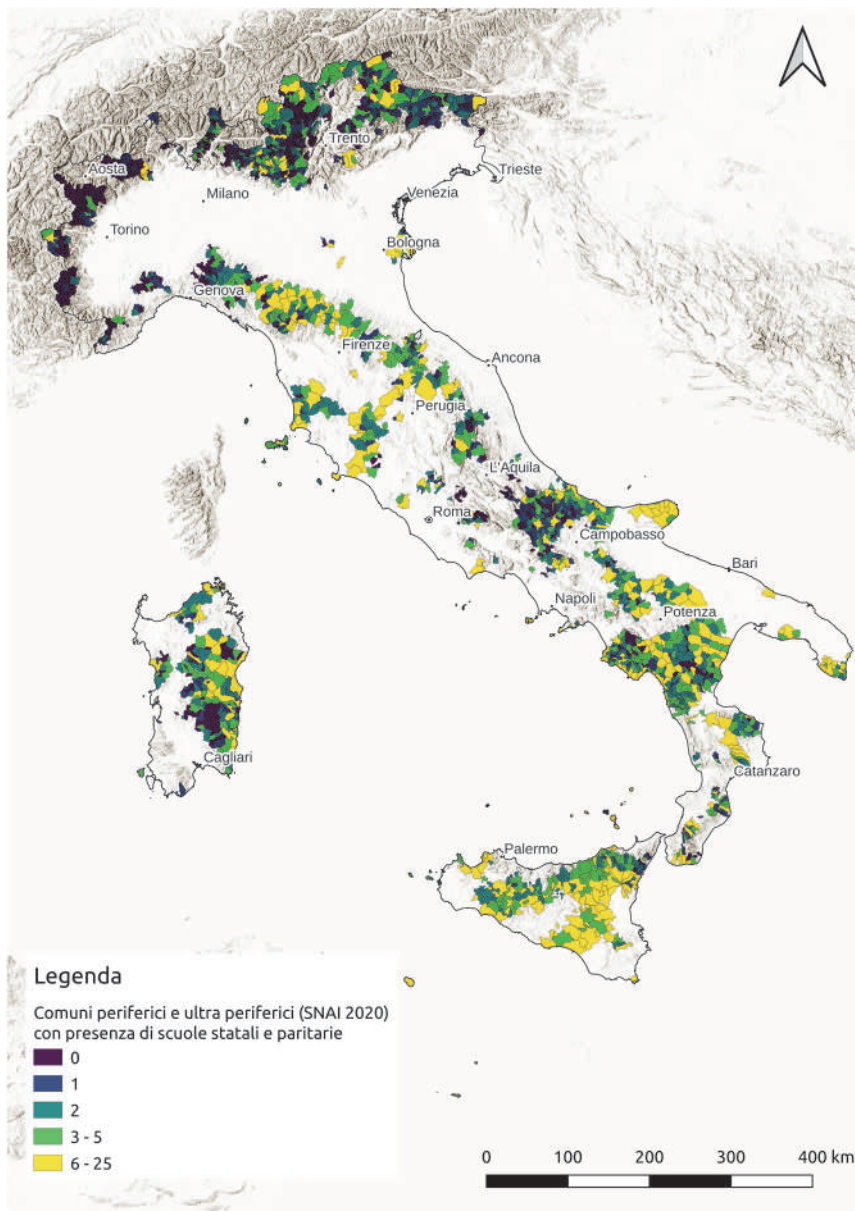 Trento
Aosta
Trieste
Milano
Venezia
Torino
Bologna
Genova
Firenze
Ancona
Perugia
L'Aquila
Roma
Campobasso
Bari
Napoli
Potenza
Cagliari
Catanzaro
Palermo
Legenda
Comuni periferici e ultra periferici (SNAI 2020)
con presenza di scuole statali e paritarie
0
1
2
3 - 5
6 - 25
0 100 200 300 400 km